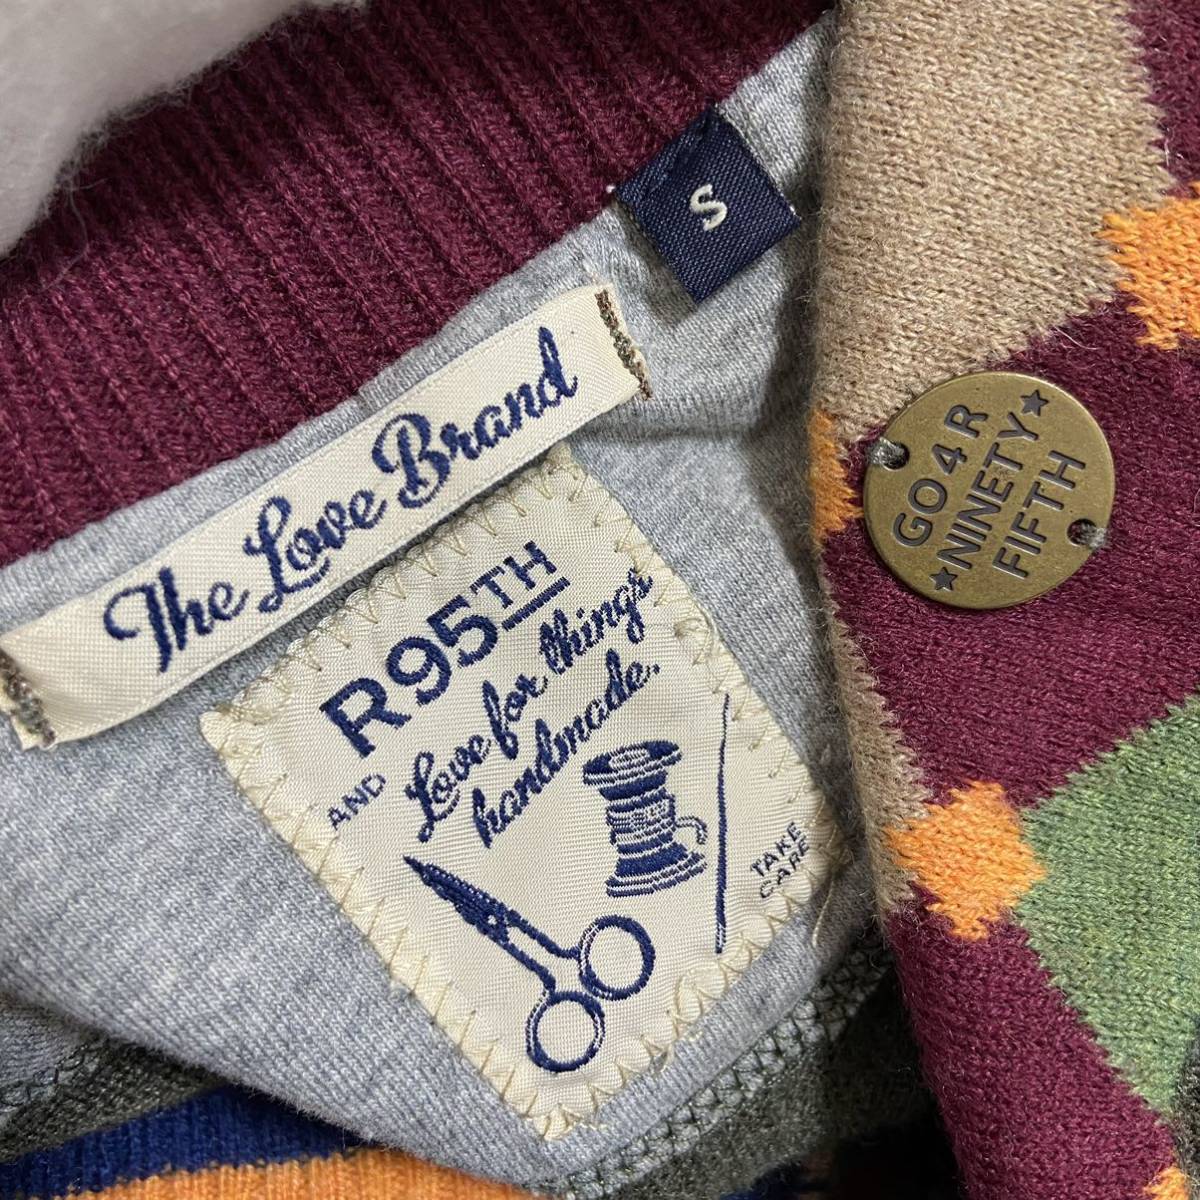 S
The Love Brand
R95TH
AND
Love for things
handmade.
TAKE
CARE
GO4R
★NINETY★
FIFTH